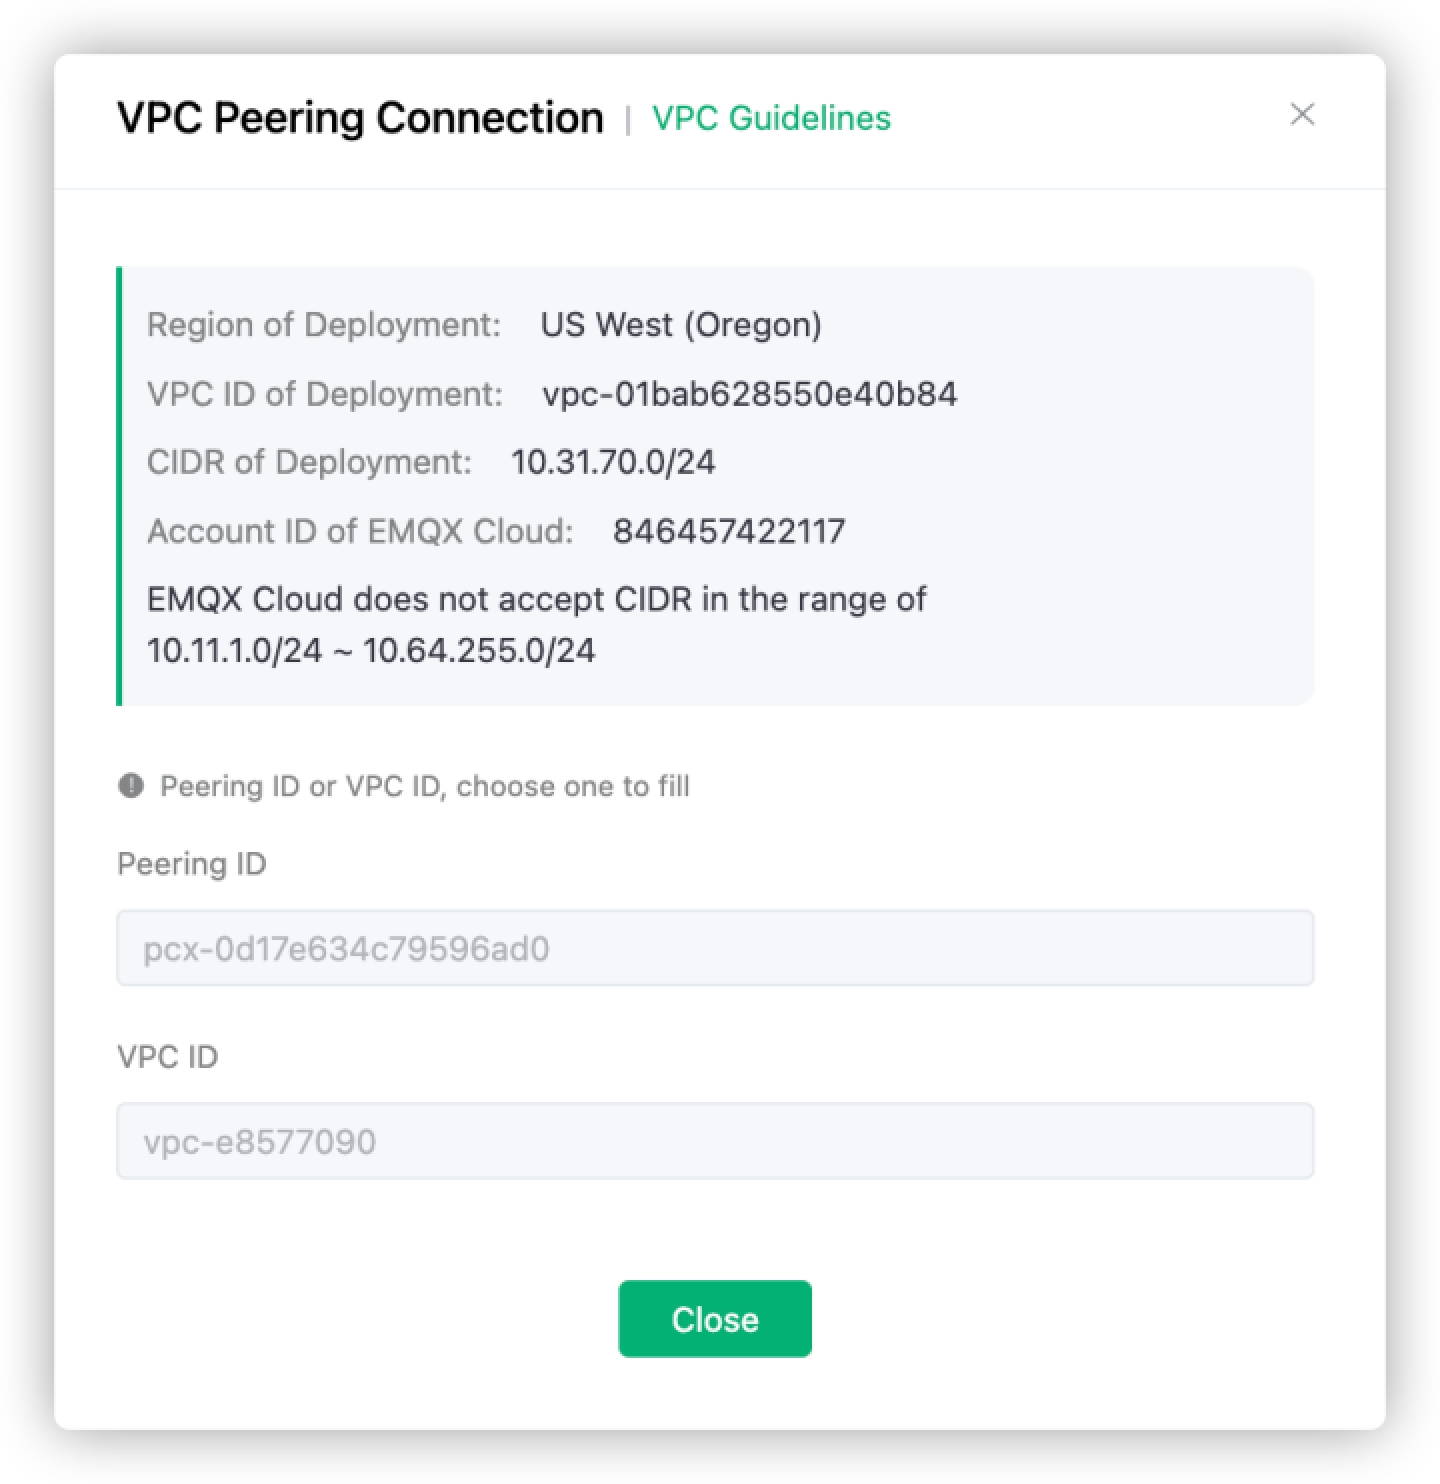 VPC Peering Connection | VPC Guidelines
Region of Deployment: US West (Oregon)
VPC ID of Deployment: vpc-01bab628550e40b84
CIDR of Deployment: 10.31.70.0/24
Account ID of EMQX Cloud: 846457422117
EMQX Cloud does not accept CIDR in the range of
10.11.1.0/24 ~ 10.64.255.0/24
Peering ID or VPC ID, choose one to fill
Peering ID
pcx-0d17e634c79596ad0
VPC ID
vpc-e8577090
Close